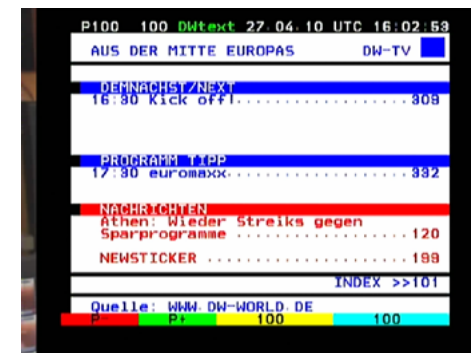 P100 100 DWtext 27.04.10 UTC 16:02:53
AUS DER MITTE EUROPAS DW-TV
DEMNÄCHST/NEXT
16:30 Kick off!.................309
PROGRAMM TIPP
17:30 euromaxx..................332
NACHRICHTEN
Athen: Wieder Streiks gegen
Sparprogramme ..................120
NEWSTICKER .....................199
INDEX >>101
Quelle: WWW.DW-WORLD.DE
P- P+ 100 100